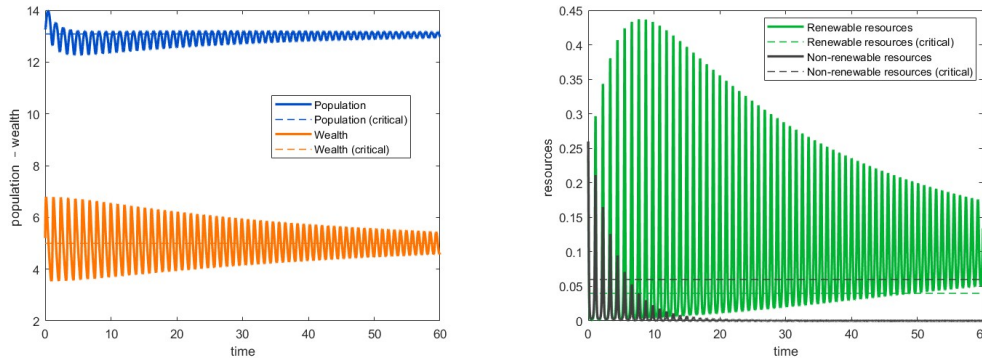 14
12
10
8
6
4
2
population - wealth
Population
Population (critical)
Wealth
Wealth (critical)
0
10
20
30
40
50
60
time
0.45
0.4
0.35
0.3
0.25
0.2
0.15
0.1
0.05
0
resources
Renewable resources
Renewable resources (critical)
Non-renewable resources
Non-renewable resources (critical)
0
10
20
30
40
50
60
time